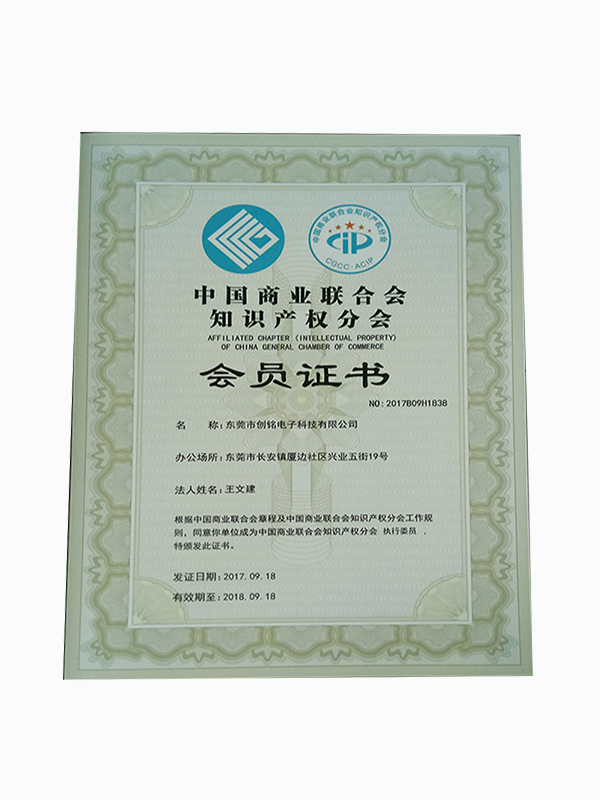 中国商业联合会知识产权分会
CIP
CGCC-ACIP
中国商业联合会
知识产权分会
AFFILIATED CHAPTER (INTELLECTUAL PROPERTY)
OF CHINA GENERAL CHAMBER OF COMMERCE
会员证书
NO: 2017B09H1838
名 称: 东莞市创铭电子科技有限公司
办公场所: 东莞市长安镇厦边社区兴业五街19号
法人姓名: 王文建
根据中国商业联合会章程及中国商业联合会知识产权分会工作规
则, 同意你单位成为中国商业联合会知识产权分会 执行委员 ,
特颁发此证书。
发证日期: 2017.09.18
有效期至: 2018.09.18